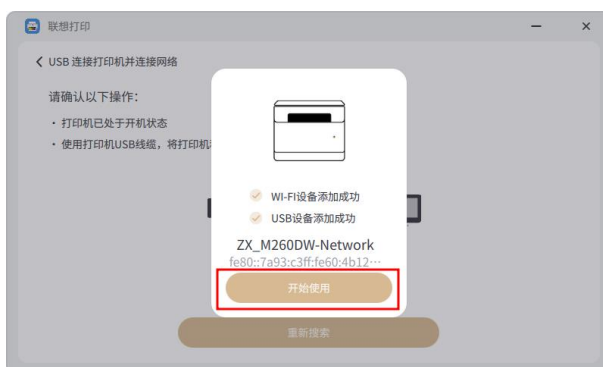 联想打印
USB 连接打印机并连接网络
请确认以下操作：
· 打印机已处于开机状态
· 使用打印机USB线缆，将打印机
WI-FI设备添加成功
USB设备添加成功
ZX_M260DW-Network
fe80::7a93:c3ff:fe60:4b12…
开始使用
重新搜索